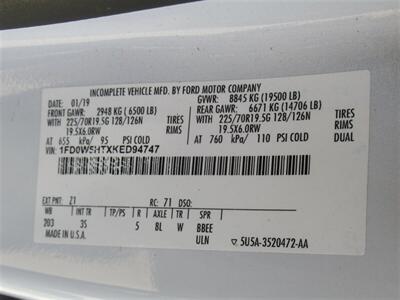 INCOMPLETE VEHICLE MFD. BY FORD MOTOR COMPANY
DATE: 01/19 GVWR: 8845 KG (19500 LB)
FRONT GAWR: 2948 KG ( 6500 LB) REAR GAWR: 6671 KG (14706 LB)
WITH TIRES WITH TIRES
225/70R19.5G 128/126N 225/70R19.5G 128/126N
19.5X6.0RW RIMS 19.5X6.0RW RIMS
AT 655 kPa/ 95 PSI COLD AT 760 kPa/ 110 PSI COLD
VIN: 1FD0W5HTXKED94747 DUAL
EXT PNT: Z1 RC: 71 DSO:
WB INT TR TP/PS R AXLE TR SPR
203 3S 5 BL W BBEE
MADE IN U.S.A. ULN 5U5A-3520472-AA